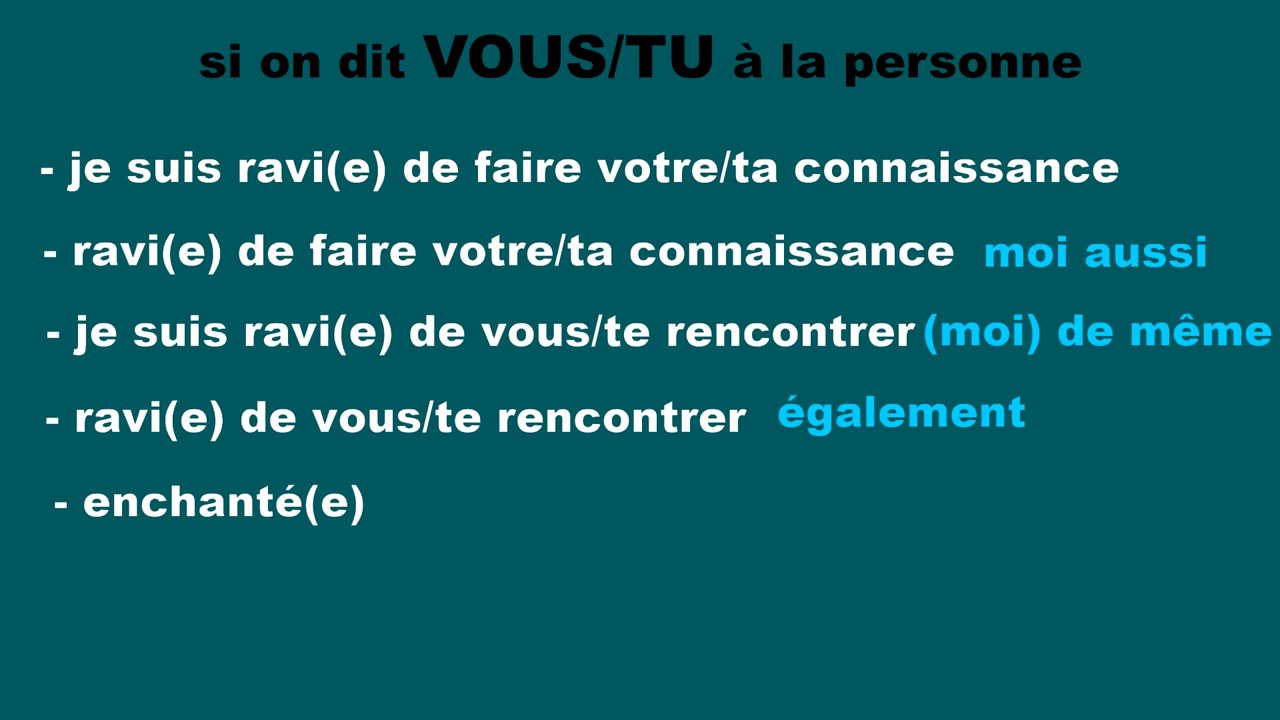 si on dit VOUS/TU à la personne
- je suis ravi(e) de faire votre/ta connaissance
- ravi(e) de faire votre/ta connaissance moi aussi
- je suis ravi(e) de vous/te rencontrer (moi) de même
- ravi(e) de vous/te rencontrer également
- enchanté(e)